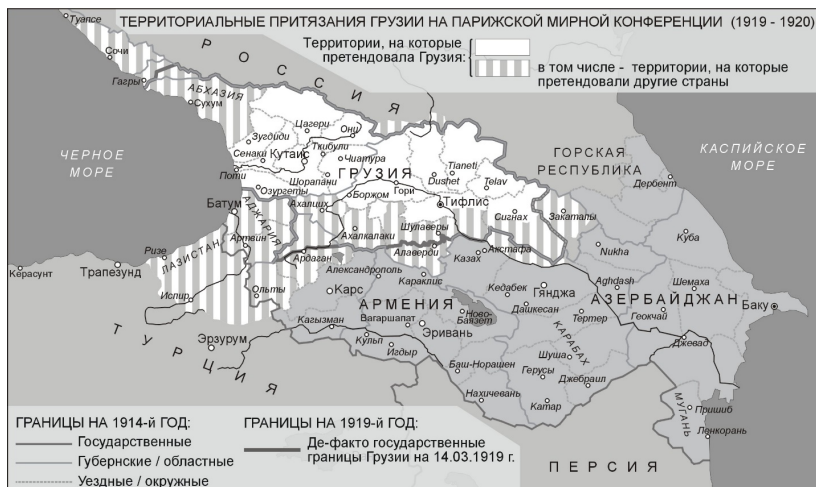 ТЕРРИТОРИАЛЬНЫЕ ПРИТЯЗАНИЯ ГРУЗИИ НА ПАРИЖСКОЙ МИРНОЙ КОНФЕРЕНЦИИ (1919 - 1920)
Территории, на которые
претендовала Грузия:
в том числе - территории, на которые
претендовали другие страны
РОССИЯ
Туапсе
Сочи
Гагры
АБХАЗИЯ
Сухум
ЧЕРНОЕ
МОРЕ
КАСПИЙСКОЕ
МОРЕ
ГОРСКАЯ
РЕСПУБЛИКА
Дербент
Цагери
Они
Зугдиди
Ткибули
Сенаки
Кутаис
Чиатура
Поти
Шорапани
ГРУЗИЯ
Tianeti
Dushet
Telav
Озургеты
Боржом
Гори
Тифлис
Батум
АДЖАРИЯ
Ахалцих
Ахалкалаки
Шулаверы
Сигнах
Закаталы
Nukha
Куба
Ризе
ЛАЗИСТАН
Артвин
Ардаган
Алаверди
Казах
Акстафа
Керасунт
Трапезунд
Испир
Ольты
Александрополь
Караклис
Карс
АРМЕНИЯ
Кедабек
Гянджа
Дашкесан
Aghdash
Шемаха
АЗЕРБАЙДЖАН
Геокчай
Баку
Тертер
Эрзурум
ТУРЦИЯ
Кагызман
Вагаршапат
Ново-
Баязет
Эривань
Кульп
Игдыр
КАРАБАХ
Шуша
Джевад
Баш-Норашен
Герусы
Джебраил
Нахичевань
Катар
МУГАНЬ
Пришиб
Ленкорань
ПЕРСИЯ
ГРАНИЦЫ НА 1914-й ГОД:
Государственные
Губернские / областные
Уездные / окружные
ГРАНИЦЫ НА 1919-й ГОД:
Де-факто государственные
границы Грузии на 14.03.1919 г.